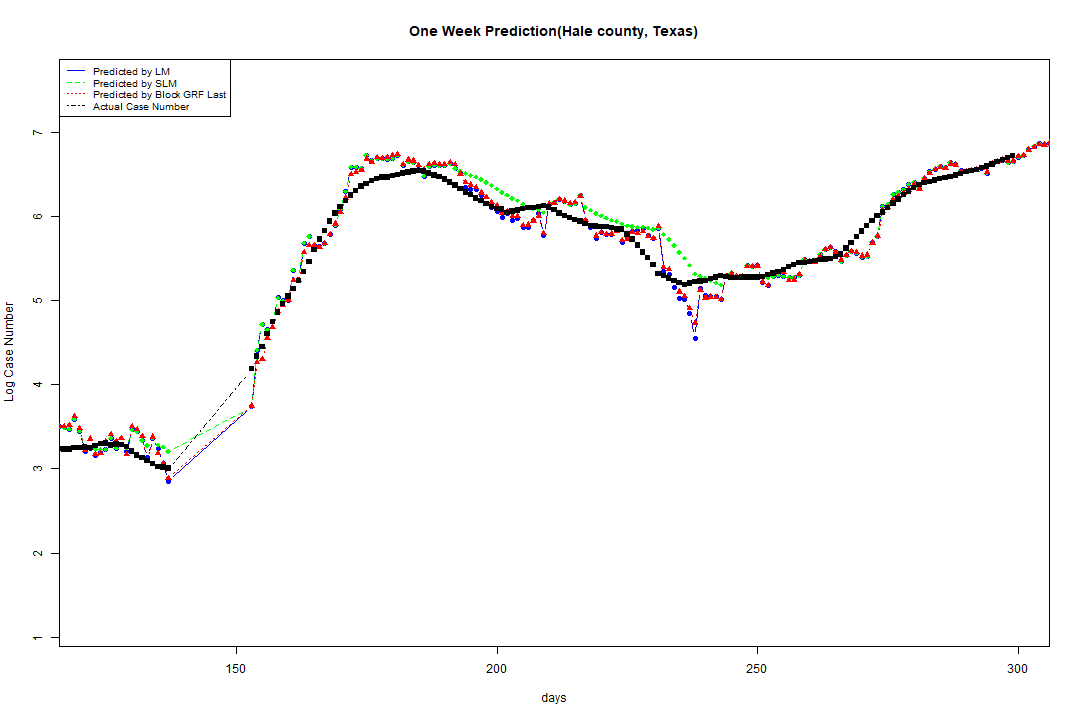 One Week Prediction(Hale county, Texas)
Predicted by LM
Predicted by SLM
Predicted by Block GRF Last
Actual Case Number
7
6
5
4
3
2
1
Log Case Number
150 200 250 300
days